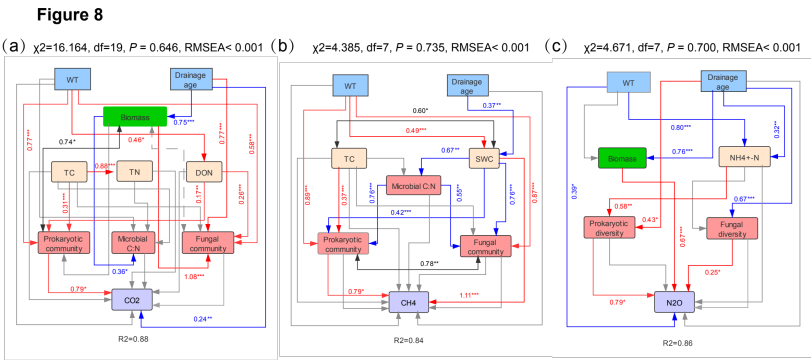 Figure 8
(a) χ2=16.164, df=19, P = 0.646, RMSEA< 0.001
WT
Drainage
age
Biomass
0.75***
0.77***
0.77***
0.58***
0.74*
0.46*
TC
0.88***
TN
DON
0.31***
0.17**
0.26***
Prokaryotic
community
Microbial
C:N
Fungal
community
0.36*
0.79*
1.08***
CO2
0.24**
R2=0.88
(b) χ2=4.385, df=7, P = 0.735, RMSEA< 0.001
WT
Drainage
age
0.37**
0.60*
0.49***
TC
0.67**
SWC
Microbial C:N
0.89***
0.37***
0.76***
0.55**
0.76***
0.87***
0.42***
Prokaryotic
community
Fungal
community
0.78**
0.79*
1.11***
CH4
R2=0.84
(c) χ2=4.671, df=7, P = 0.700, RMSEA< 0.001
WT
Drainage
age
0.80***
0.32**
Biomass
0.76***
NH4+-N
0.39*
0.58**
0.67***
Prokaryotic
diversity
0.43*
0.67***
Fungal
diversity
0.25*
0.79*
N2O
R2=0.86